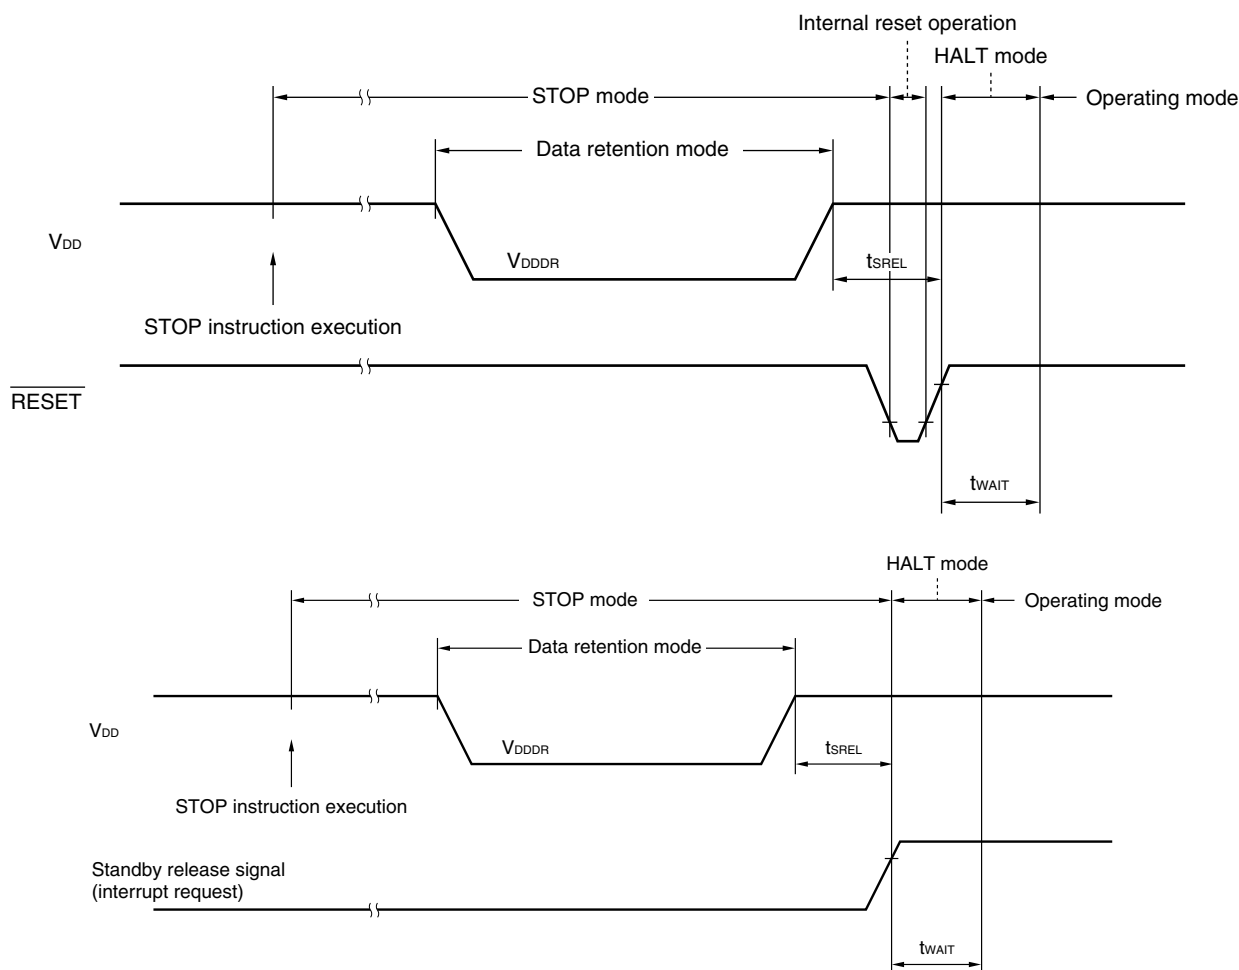 Internal reset operation
HALT mode
STOP mode
Operating mode
Data retention mode
VDD
VDDDR
tSREL
STOP instruction execution
RESET
tWAIT
HALT mode
STOP mode
Operating mode
Data retention mode
VDD
VDDDR
tSREL
STOP instruction execution
Standby release signal
(interrupt request)
tWAIT